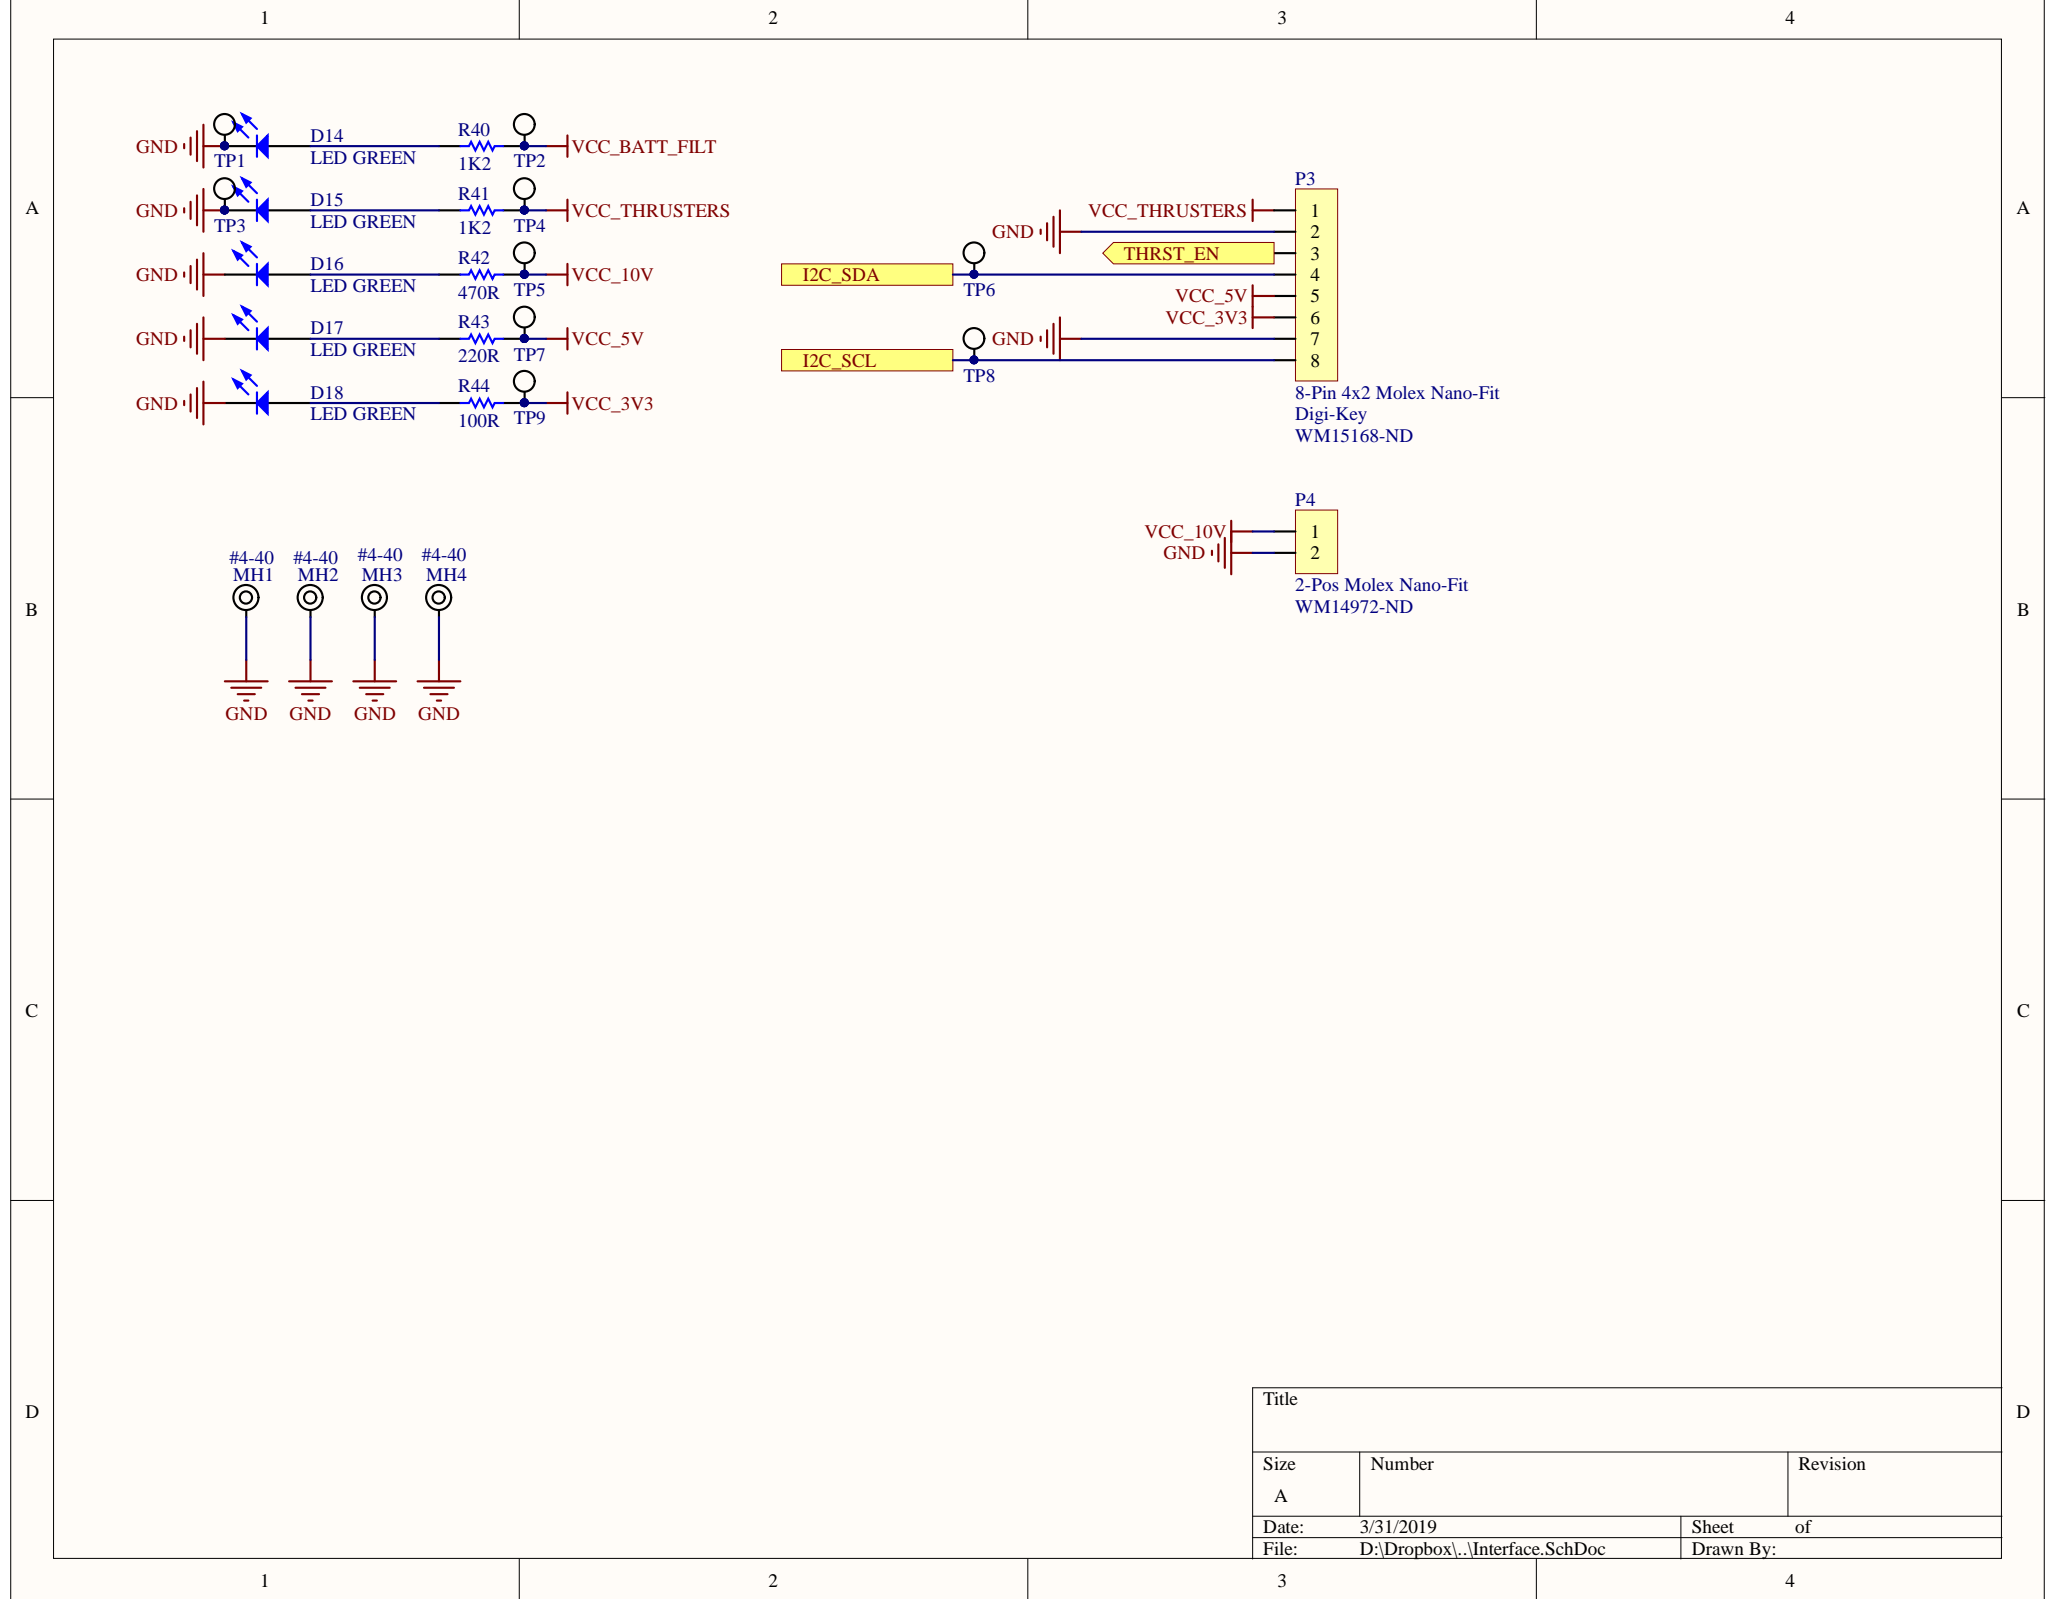 1 2 3 4
A A
B B
C C
D D
GND TP1 D14 LED GREEN R40 1K2 TP2 VCC_BATT_FILT
GND TP3 D15 LED GREEN R41 1K2 TP4 VCC_THRUSTERS
GND D16 LED GREEN R42 470R TP5 VCC_10V
GND D17 LED GREEN R43 220R TP7 VCC_5V
GND D18 LED GREEN R44 100R TP9 VCC_3V3
P3
VCC_THRUSTERS 1
GND 2
THRST_EN 3
I2C_SDA TP6 4
VCC_5V 5
VCC_3V3 6
GND 7
I2C_SCL TP8 8
8-Pin 4x2 Molex Nano-Fit
Digi-Key
WM15168-ND
P4
VCC_10V 1
GND 2
2-Pos Molex Nano-Fit
WM14972-ND
#4-40 #4-40 #4-40 #4-40
MH1 MH2 MH3 MH4
GND GND GND GND
Title
Size Number Revision
A
Date: 3/31/2019 Sheet of
File: D:\Dropbox\..\Interface.SchDoc Drawn By:
1 2 3 4